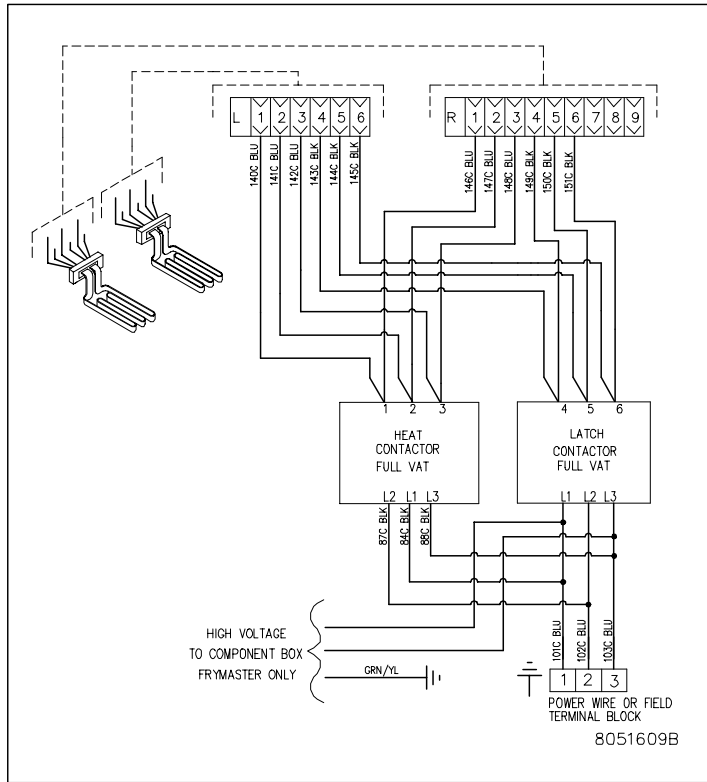 L 1 2 3 4 5 6
R 1 2 3 4 5 6 7 8 9
140C BLU
141C BLU
142C BLU
143C BLK
144C BLK
145C BLK
146C BLU
147C BLU
148C BLU
149C BLK
150C BLK
151C BLK
1 2 3
HEAT
CONTACTOR
FULL VAT
L2 L1 L3
4 5 6
LATCH
CONTACTOR
FULL VAT
L1 L2 L3
87C BLK
84C BLK
88C BLK
HIGH VOLTAGE
TO COMPONENT BOX
FRYMASTER ONLY
GRN/YL
101C BLU
102C BLU
103C BLU
1 2 3
POWER WIRE OR FIELD
TERMINAL BLOCK
8051609B